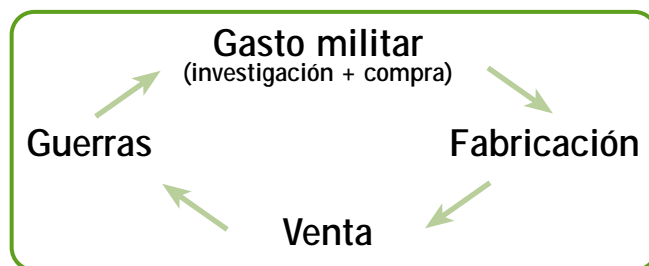 Gasto militar
(investigación + compra)
Guerras
Fabricación
Venta